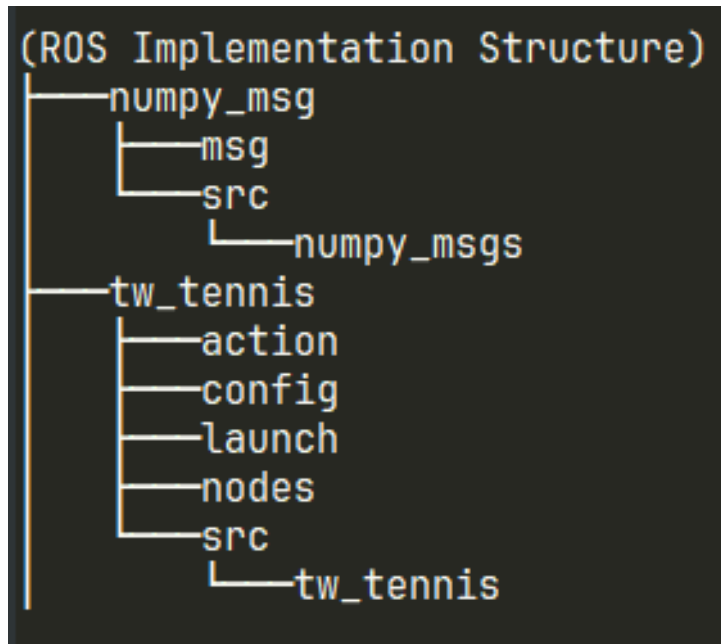 (ROS Implementation Structure)
├───numpy_msg
│   ├───msg
│   └───src
│       └───numpy_msgs
├───tw_tennis
│   ├───action
│   ├───config
│   ├───launch
│   ├───nodes
│   └───src
│       └───tw_tennis